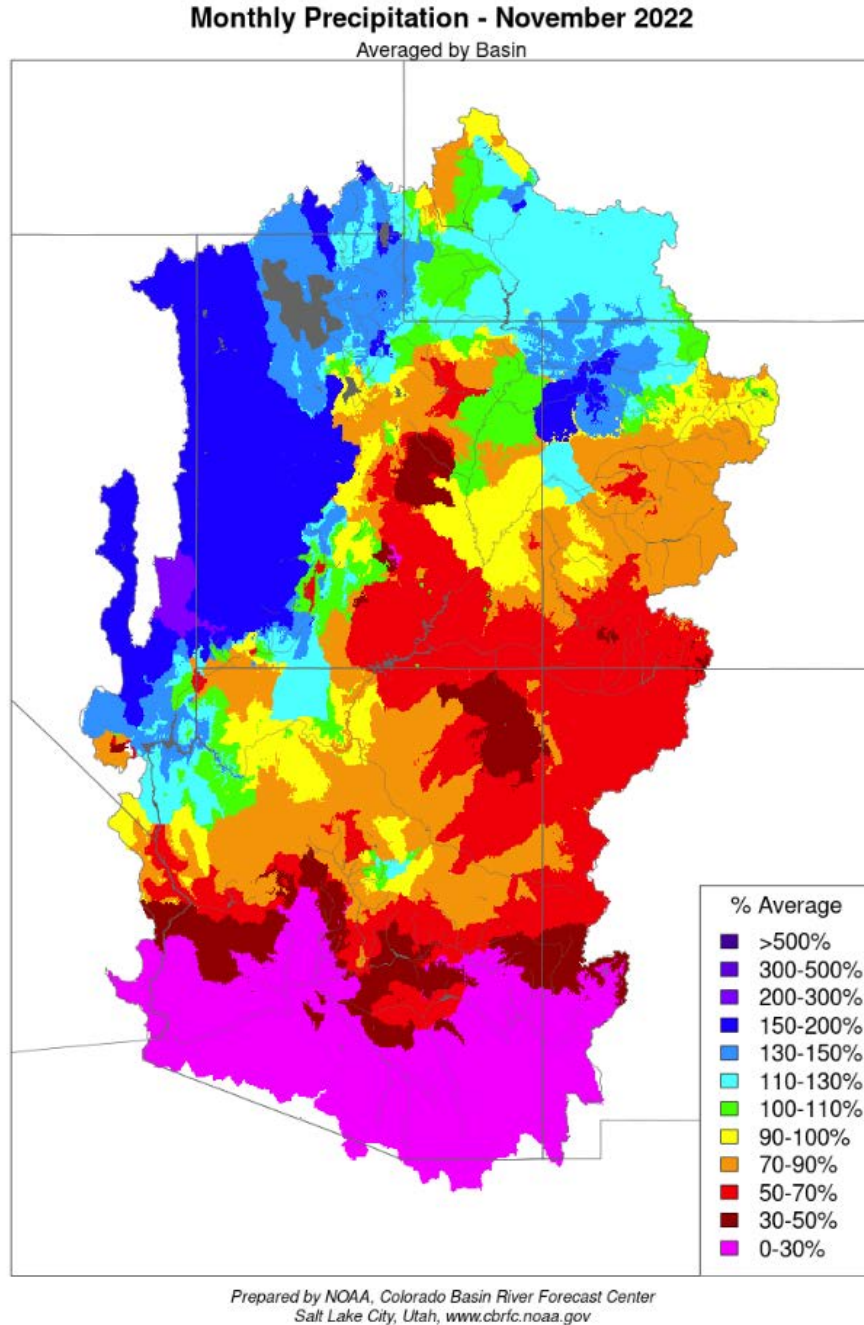 Monthly Precipitation - November 2022
Averaged by Basin
% Average
>500%
300-500%
200-300%
150-200%
130-150%
110-130%
100-110%
90-100%
70-90%
50-70%
30-50%
0-30%
Prepared by NOAA, Colorado Basin River Forecast Center
Salt Lake City, Utah, www.cbrfc.noaa.gov